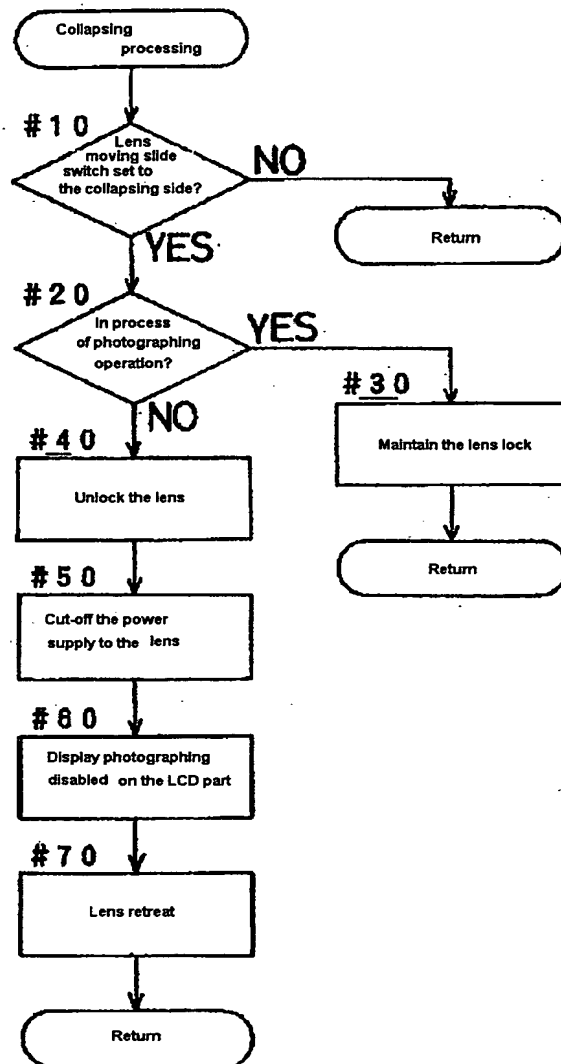 Collapsing
processing
#10
Lens
moving slide
switch set to
the collapsing side?
NO
Return
YES
#20
In process
of photographing
operation?
YES
#30
Maintain the lens lock
Return
NO
#40
Unlock the lens
#50
Cut-off the power
supply to the lens
#60
Display photographing
disabled on the LCD part
#70
Lens retreat
Return